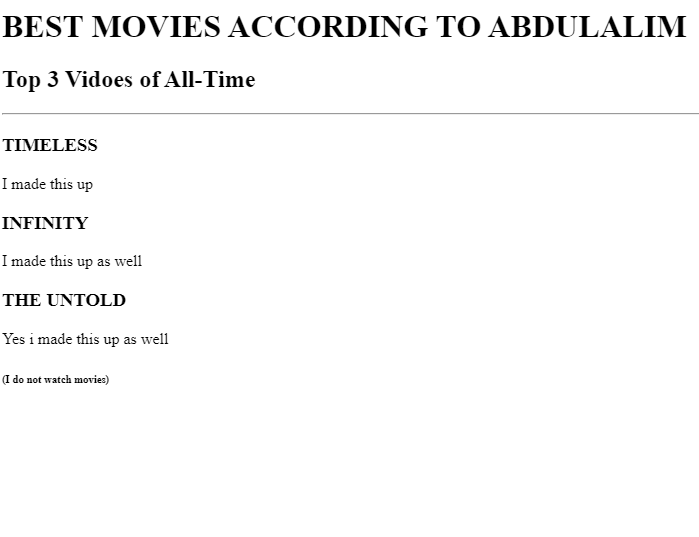 BEST MOVIES ACCORDING TO ABDULALIM
Top 3 Vidoes of All-Time
TIMELESS
I made this up
INFINITY
I made this up as well
THE UNTOLD
Yes i made this up as well
(I do not watch movies)